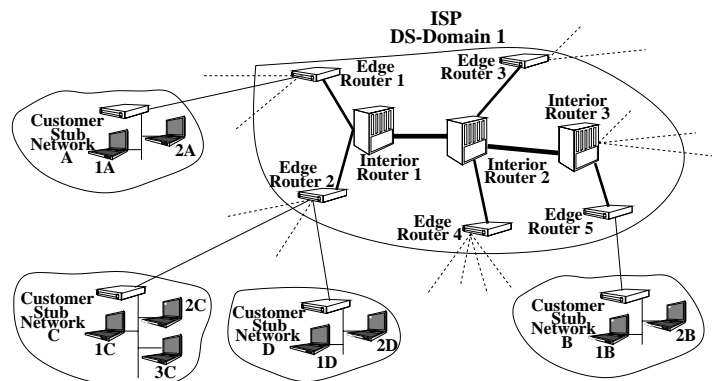 ISP
DS-Domain 1
Edge
Router 1
Edge
Router 3
Interior
Router 3
Customer
Stub
Network
A
1A
2A
Interior
Router 1
Interior
Router 2
Edge
Router 2
Edge
Router 4
Edge
Router 5
Customer
Stub
Network
C
1C
2C
3C
Customer
Stub
Network
D
1D
2D
Customer
Stub
Network
B
1B
2B